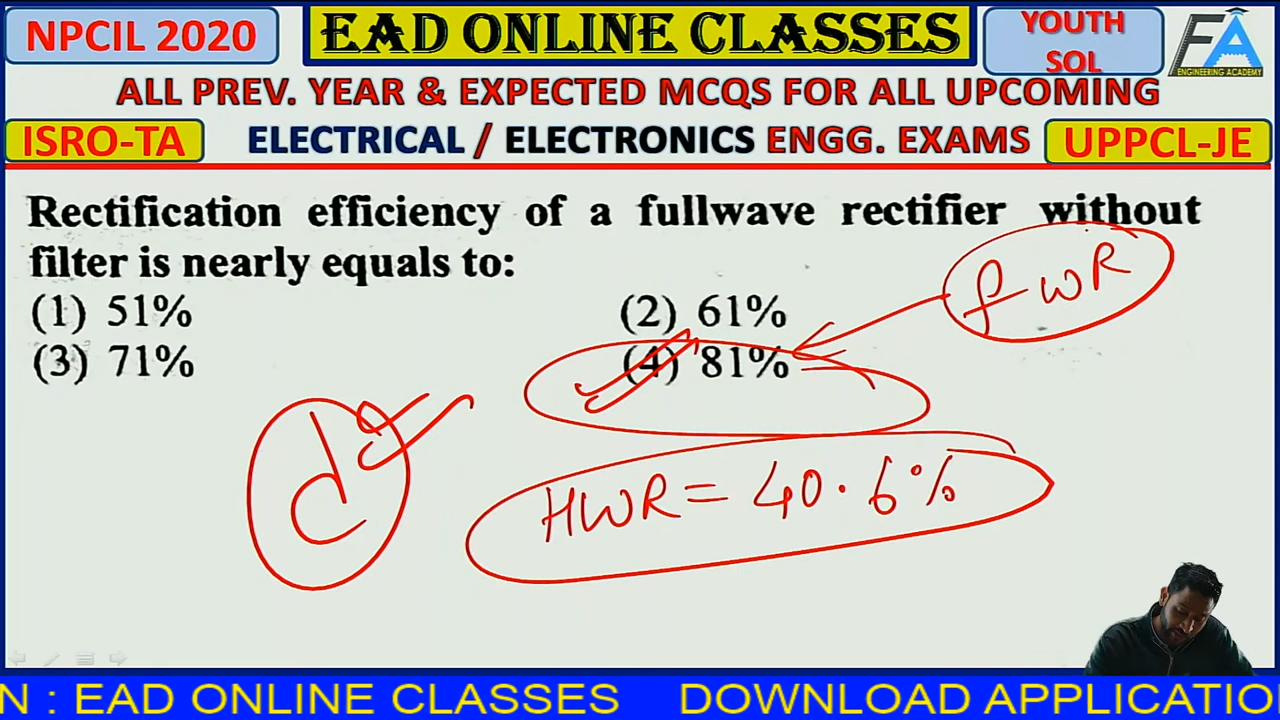 NPCIL 2020
EAD ONLINE CLASSES
YOUTH
SOL
ENGINEERING ACADEMY
ALL PREV. YEAR & EXPECTED MCQS FOR ALL UPCOMING
ISRO-TA
ELECTRICAL / ELECTRONICS ENGG. EXAMS
UPPCL-JE
Rectification efficiency of a fullwave rectifier without
filter is nearly equals to:
(1) 51%
(2) 61%
(3) 71%
(4) 81%
fWR
d
HWR = 40.6%
N : EAD ONLINE CLASSES DOWNLOAD APPLICATIO